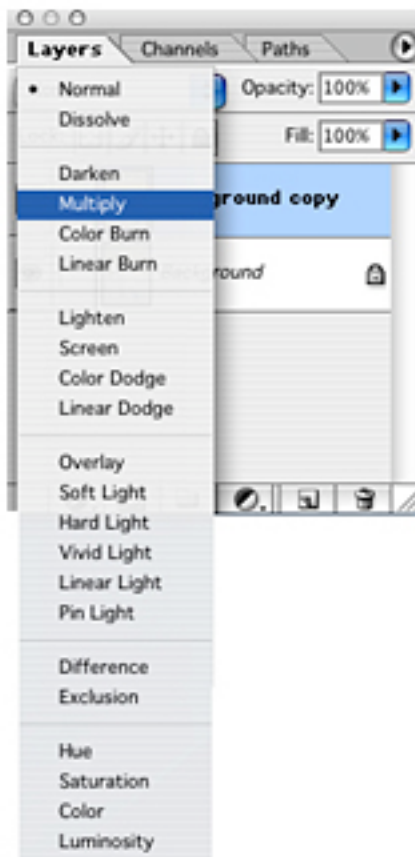 Layers Channels Paths
Normal Opacity: 100%
Dissolve
Fill: 100%
Darken
Multiply ground copy
Color Burn
Linear Burn Background
Lighten
Screen
Color Dodge
Linear Dodge
Overlay
Soft Light
Hard Light
Vivid Light
Linear Light
Pin Light
Difference
Exclusion
Hue
Saturation
Color
Luminosity